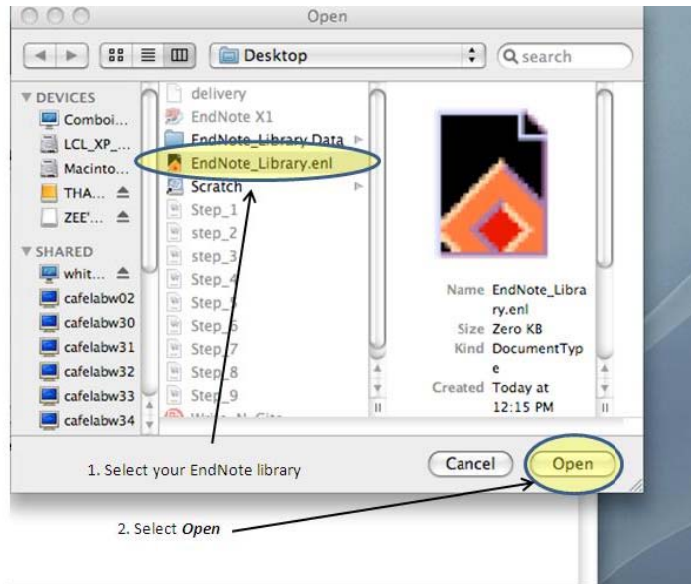 Open
Desktop
search
DEVICES
Comboi...
LCL_XP_...
Macinto...
THA...
ZEE'...
SHARED
whit...
cafelabw02
cafelabw30
cafelabw31
cafelabw32
cafelabw33
cafelabw34
delivery
EndNote X1
EndNote_Library.Data
EndNote_Library.enl
Scratch
Step_1
step_2
step_3
Step_4
Step_5
Step_6
Step_7
Step_8
Step_9
Write-N-Cite
Name EndNote_Libra
ry.enl
Size Zero KB
Kind DocumentTyp
e
Created Today at
12:15 PM
1. Select your EndNote library
Cancel
Open
2. Select Open